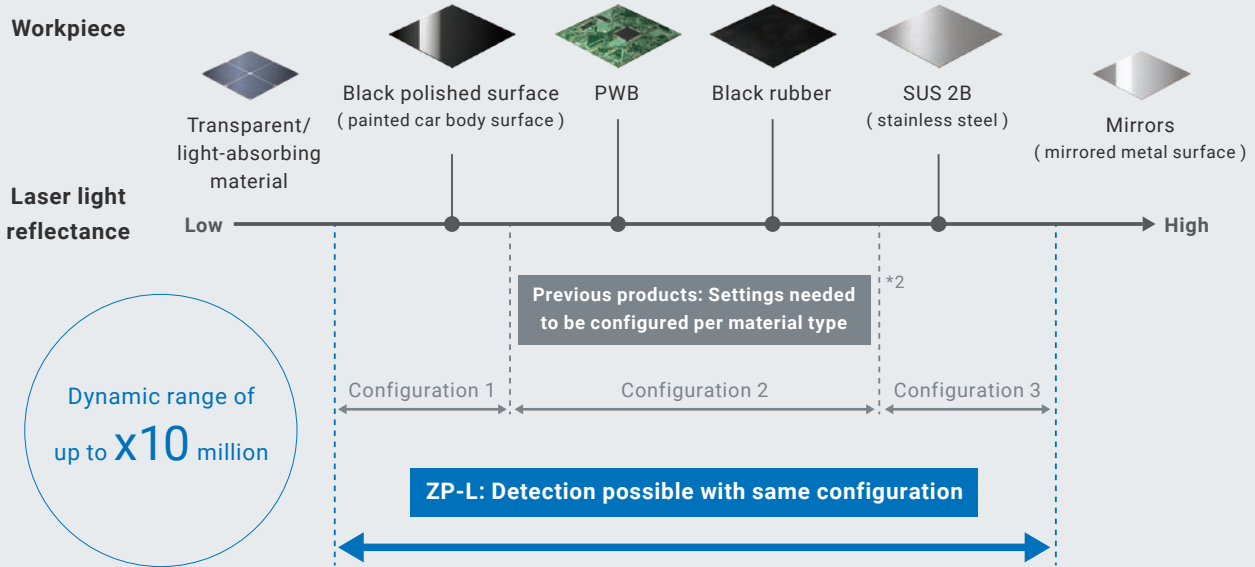 Workpiece
Transparent/
light-absorbing
material
Black polished surface
( painted car body surface )
PWB
Black rubber
SUS 2B
( stainless steel )
Mirrors
( mirrored metal surface )
Laser light
reflectance
Low
High
Previous products: Settings needed
to be configured per material type
*2
Configuration 1
Configuration 2
Configuration 3
Dynamic range of
up to x10 million
ZP-L: Detection possible with same configuration